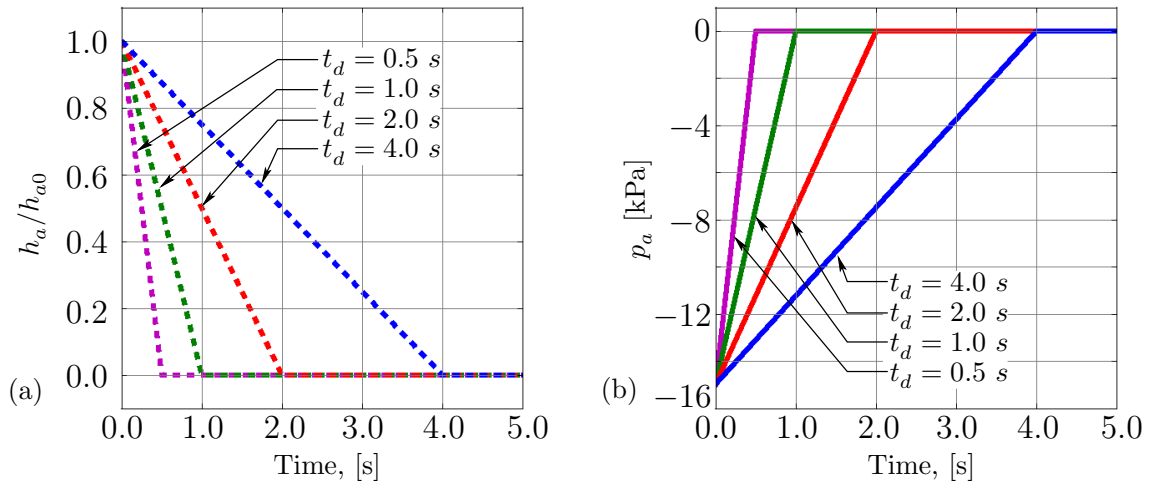 1.0
0.8
0.6
0.4
0.2
0.0
h_a/h_{a0}
t_d = 0.5 s
t_d = 1.0 s
t_d = 2.0 s
t_d = 4.0 s
(a)
0.0 1.0 2.0 3.0 4.0 5.0
Time, [s]
0
−4
−8
−12
−16
p_a [kPa]
t_d = 4.0 s
t_d = 2.0 s
t_d = 1.0 s
t_d = 0.5 s
(b)
0.0 1.0 2.0 3.0 4.0 5.0
Time, [s]